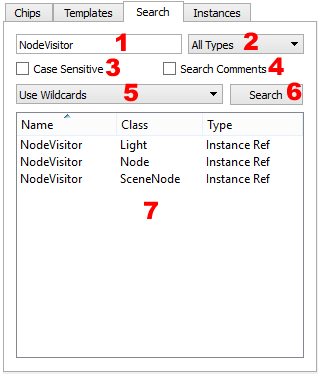 Chips Templates Search Instances
NodeVisitor 1 All Types 2
Case Sensitive 3 Search Comments 4
Use Wildcards 5 Search 6
Name Class Type
NodeVisitor Light Instance Ref
NodeVisitor Node Instance Ref
NodeVisitor SceneNode Instance Ref
7